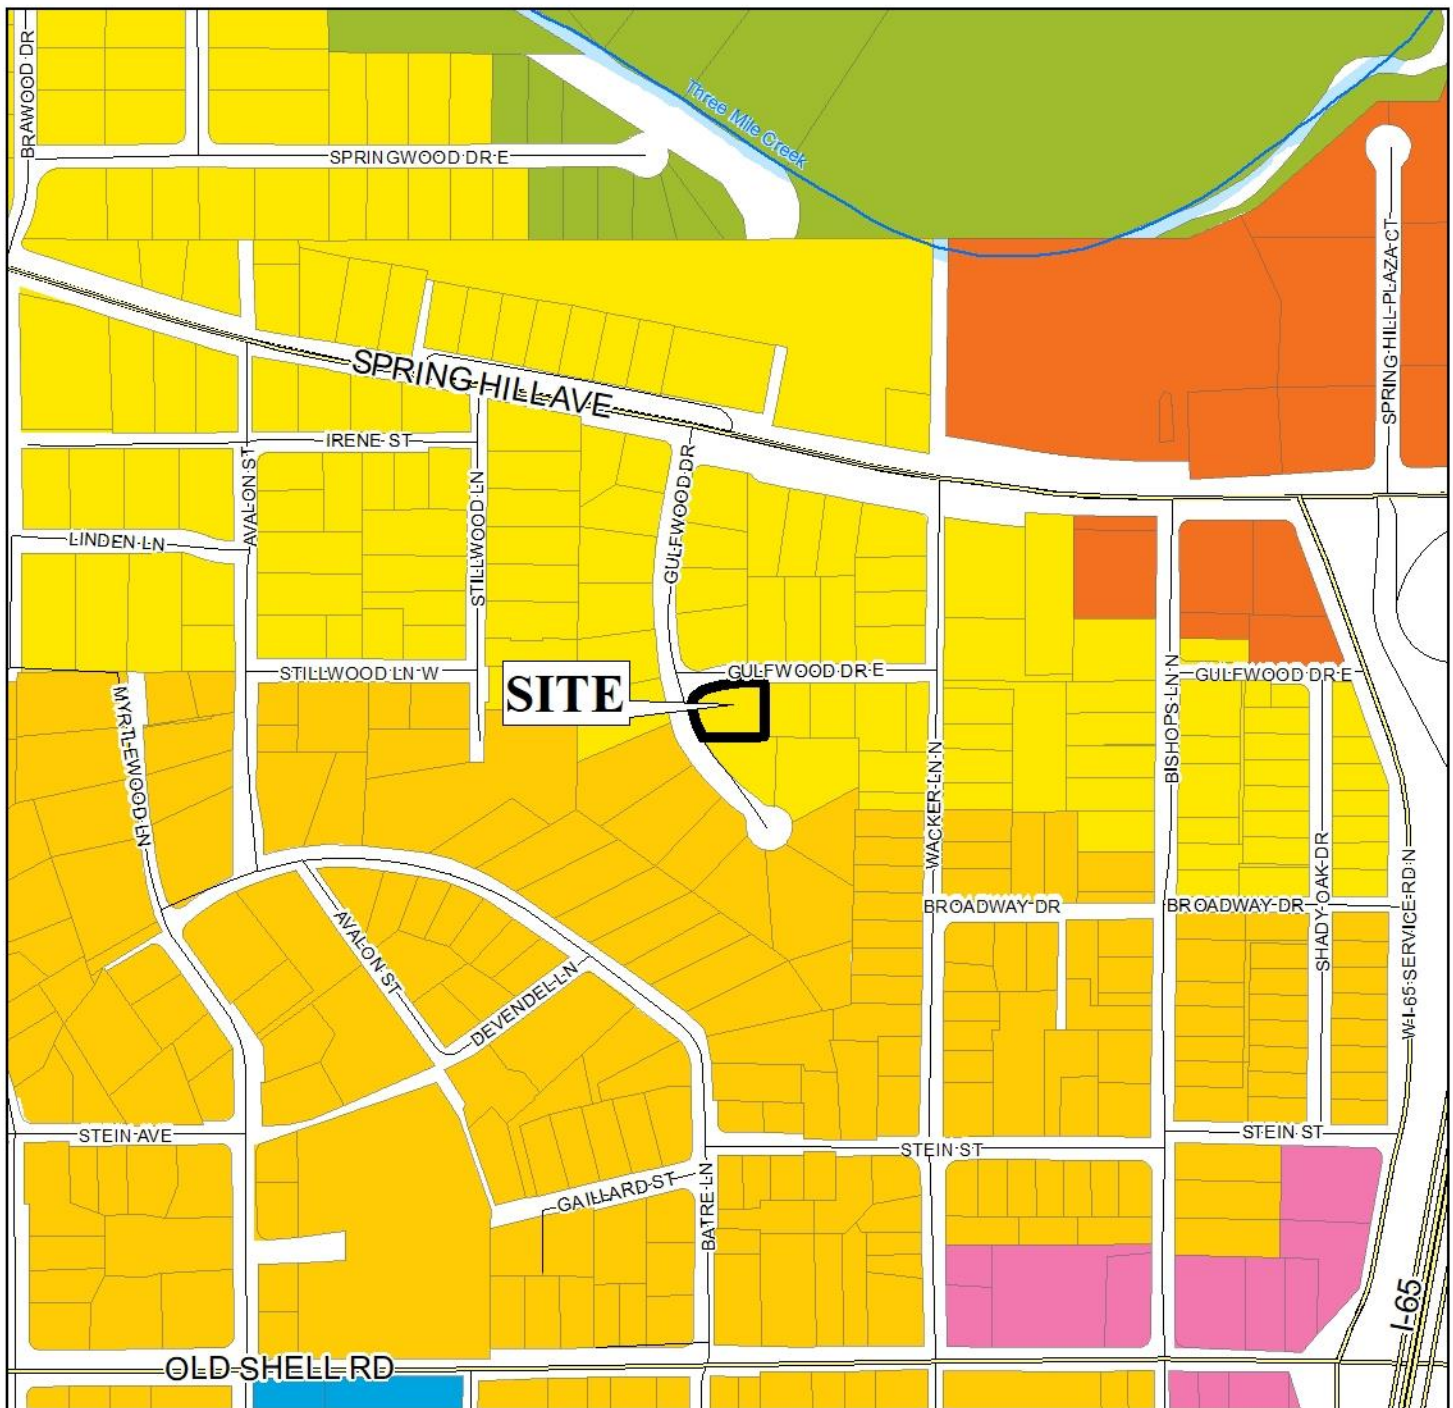 BRAWOOD DR
Three Mile Creek
SPRINGWOOD DR E
SPRING HILL PLAZA CT
SPRING HILL AVE
IRENE ST
AVALON ST
STILLWOOD LN
GULFWOOD DR
LINDEN LN
STILLWOOD LN W
SITE
GULFWOOD DR E
BISHOPS LN N
GULFWOOD DR E
MYRTLEWOOD LN
WACKER LN N
SHADY OAK DR
W I-65 SERVICE RD N
BROADWAY DR
BROADWAY DR
AVALON ST
DEVENDEL LN
STEIN AVE
STEIN ST
STEIN ST
GAILLARD ST
BATRE LN
I-65
OLD SHELL RD